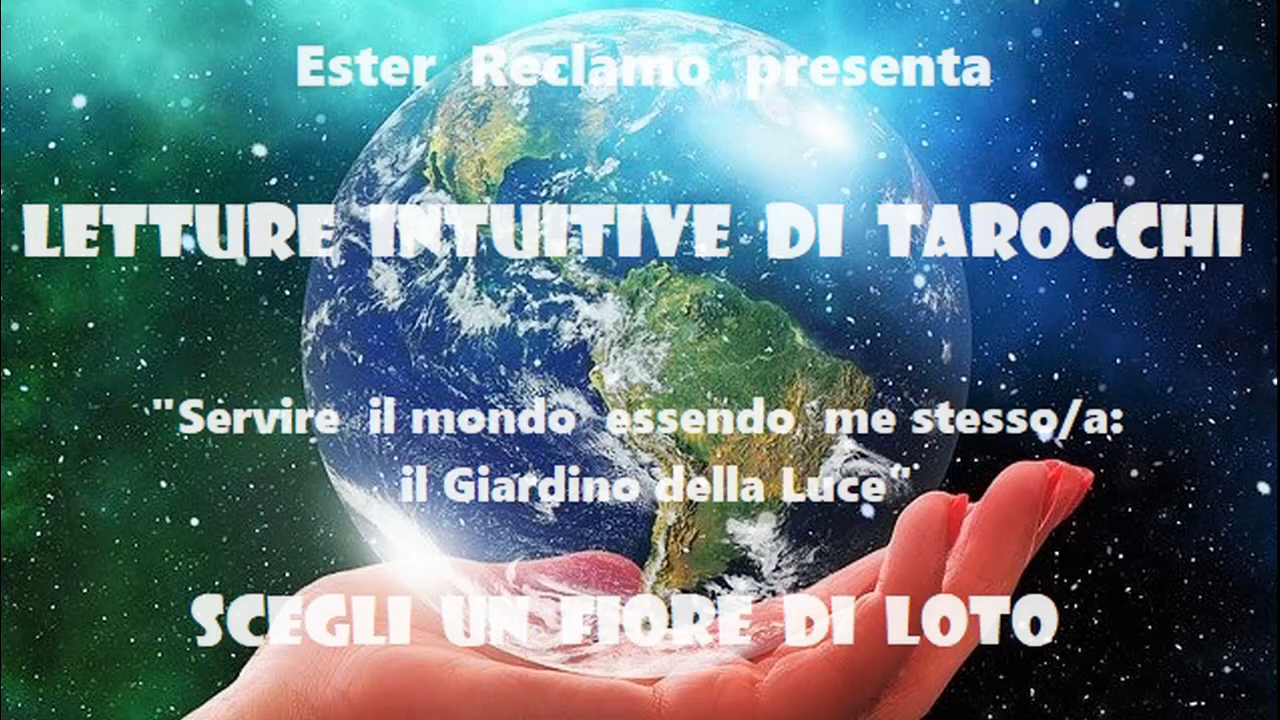 Ester Reclamo presenta
LETTURE INTUITIVE DI TAROCCHI
"Servire il mondo essendo me stesso/a:
il Giardino della Luce"
SCEGLI UN FIORE DI LOTO